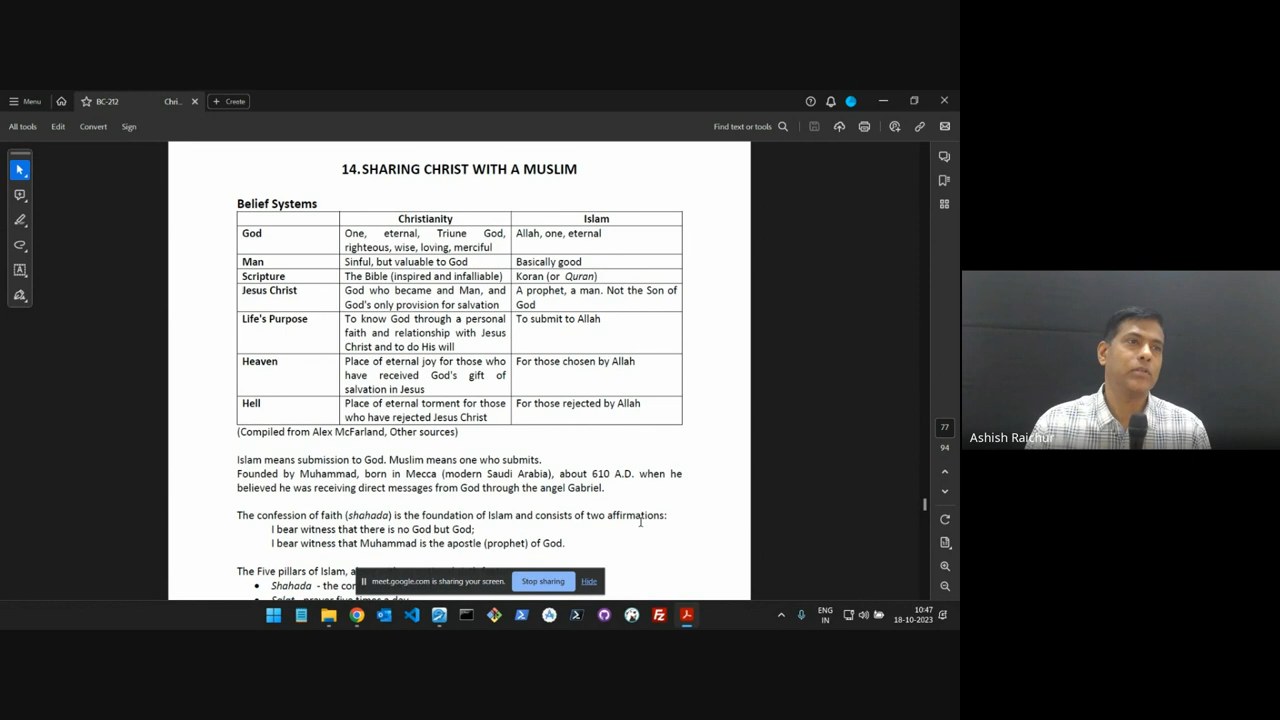 Menu
BC-212 Chri...
Create
All tools Edit Convert Sign
Find text or tools
14. SHARING CHRIST WITH A MUSLIM
Belief Systems
Christianity Islam
God One, eternal, Triune God, righteous, wise, loving, merciful Allah, one, eternal
Man Sinful, but valuable to God Basically good
Scripture The Bible (inspired and infalliable) Koran (or Quran)
Jesus Christ God who became and Man, and God's only provision for salvation A prophet, a man. Not the Son of God
Life's Purpose To know God through a personal faith and relationship with Jesus Christ and to do His will To submit to Allah
Heaven Place of eternal joy for those who have received God's gift of salvation in Jesus For those chosen by Allah
Hell Place of eternal torment for those who have rejected Jesus Christ For those rejected by Allah
(Compiled from Alex McFarland, Other sources)
Islam means submission to God. Muslim means one who submits.
Founded by Muhammad, born in Mecca (modern Saudi Arabia), about 610 A.D. when he
believed he was receiving direct messages from God through the angel Gabriel.
The confession of faith (shahada) is the foundation of Islam and consists of two affirmations:
I bear witness that there is no God but God;
I bear witness that Muhammad is the apostle (prophet) of God.
The Five pillars of Islam,
• Shahada - the
meet.google.com is sharing your screen. Stop sharing Hide
77
94
Ashish Raichur
ENG
IN
10:47
18-10-2023